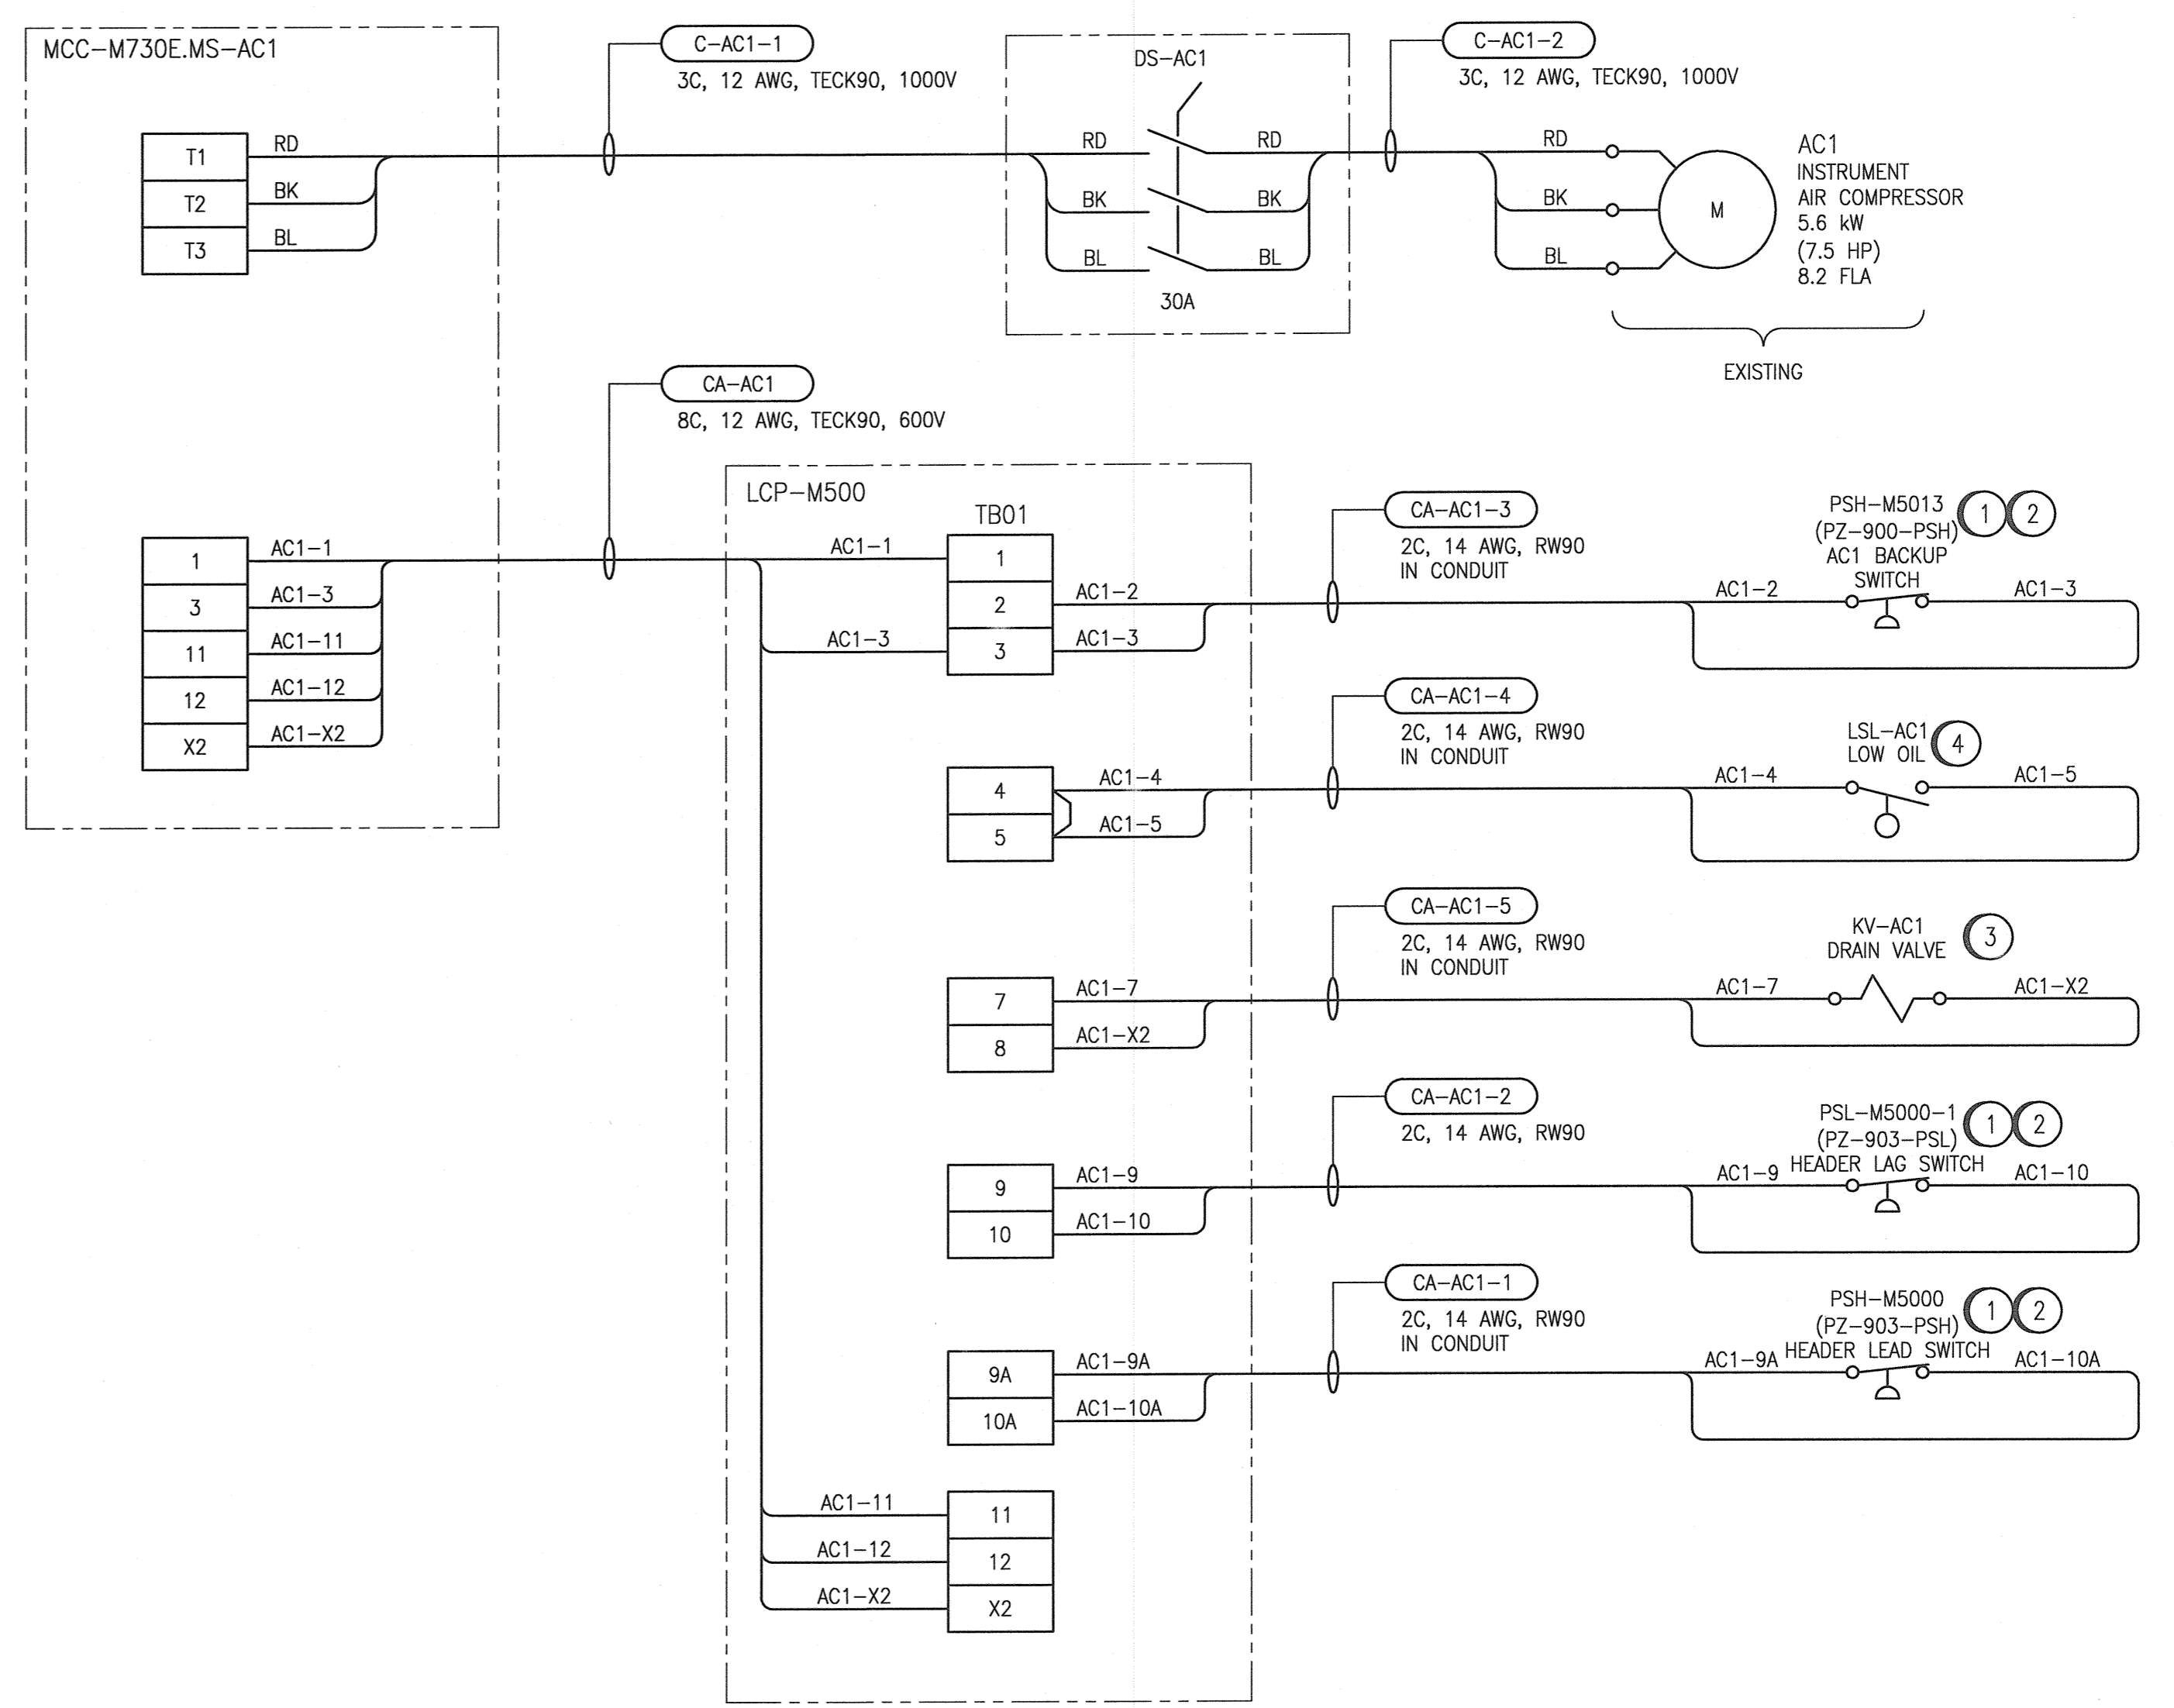 MCC-M730E.MS-AC1
T1
RD
T2
BK
T3
BL
C-AC1-1
3C, 12 AWG, TECK90, 1000V
DS-AC1
RD
RD
BK
BK
BL
BL
30A
C-AC1-2
3C, 12 AWG, TECK90, 1000V
RD
BK
BL
M
AC1
INSTRUMENT
AIR COMPRESSOR
5.6 kW
(7.5 HP)
8.2 FLA
EXISTING
CA-AC1
8C, 12 AWG, TECK90, 600V
1
AC1-1
3
AC1-3
11
AC1-11
12
AC1-12
X2
AC1-X2
LCP-M500
TB01
AC1-1
1
2
AC1-2
AC1-3
3
AC1-3
CA-AC1-3
2C, 14 AWG, RW90
IN CONDUIT
PSH-M5013
(PZ-900-PSH)
AC1 BACKUP
SWITCH
1
2
AC1-2
AC1-3
4
AC1-4
5
AC1-5
CA-AC1-4
2C, 14 AWG, RW90
IN CONDUIT
LSL-AC1
LOW OIL
4
AC1-4
AC1-5
7
AC1-7
8
AC1-X2
CA-AC1-5
2C, 14 AWG, RW90
IN CONDUIT
KV-AC1
DRAIN VALVE
3
AC1-7
AC1-X2
9
AC1-9
10
AC1-10
CA-AC1-2
2C, 14 AWG, RW90
PSL-M5000-1
(PZ-903-PSL)
HEADER LAG SWITCH
1
2
AC1-9
AC1-10
9A
AC1-9A
10A
AC1-10A
CA-AC1-1
2C, 14 AWG, RW90
IN CONDUIT
PSH-M5000
(PZ-903-PSH)
HEADER LEAD SWITCH
1
2
AC1-9A
AC1-10A
AC1-11
11
AC1-12
12
AC1-X2
X2